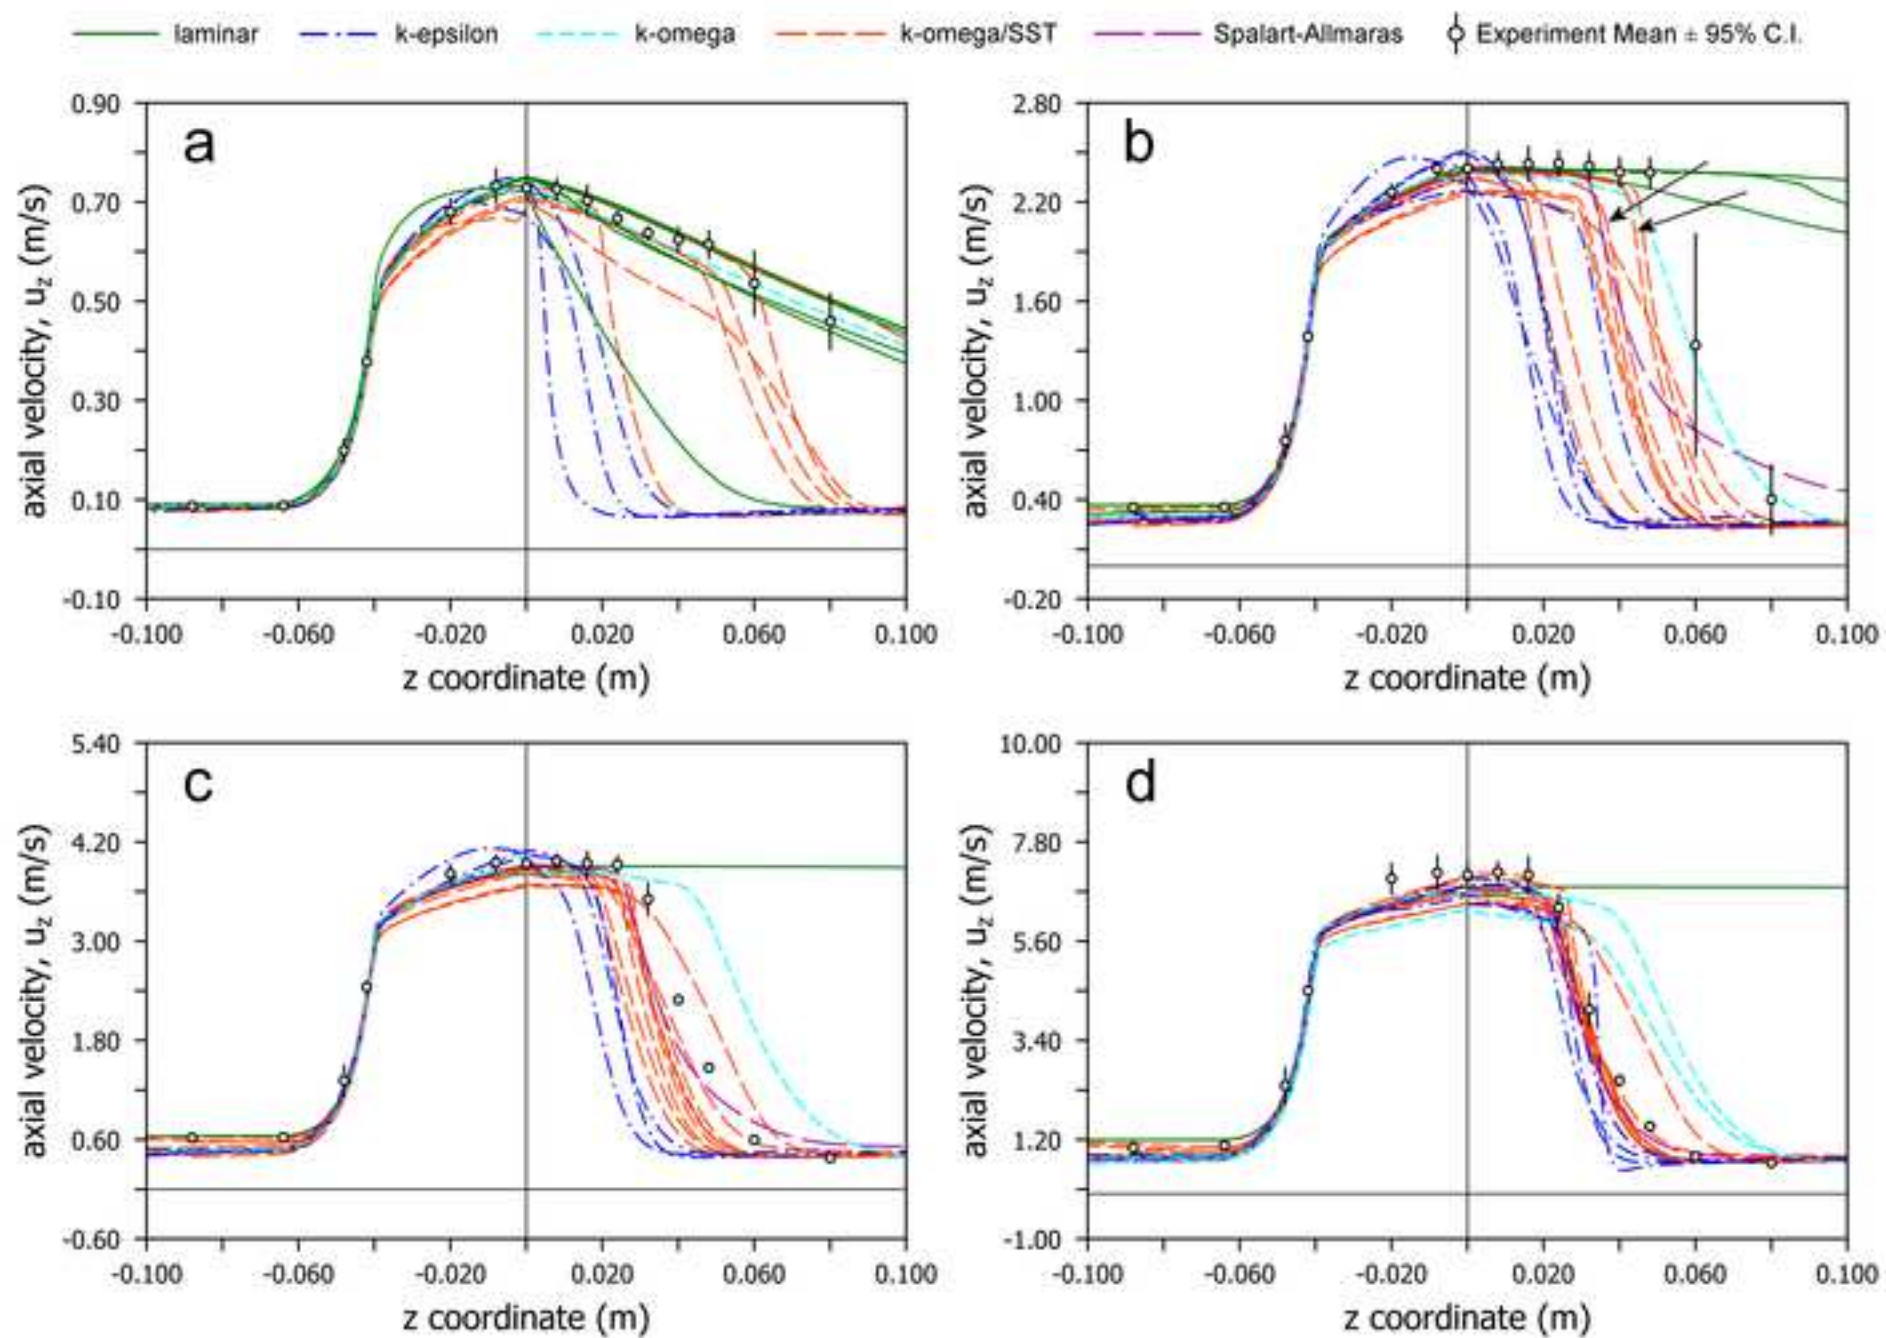 laminar k-epsilon k-omega k-omega/SST Spalart-Allmaras Experiment Mean ± 95% C.I.
a
axial velocity, uz (m/s)
0.90
0.70
0.50
0.30
0.10
-0.10
-0.100 -0.060 -0.020 0.020 0.060 0.100
z coordinate (m)
b
axial velocity, uz (m/s)
2.80
2.20
1.60
1.00
0.40
-0.20
-0.100 -0.060 -0.020 0.020 0.060 0.100
z coordinate (m)
c
axial velocity, uz (m/s)
5.40
4.20
3.00
1.80
0.60
-0.60
-0.100 -0.060 -0.020 0.020 0.060 0.100
z coordinate (m)
d
axial velocity, uz (m/s)
10.00
7.80
5.60
3.40
1.20
-1.00
-0.100 -0.060 -0.020 0.020 0.060 0.100
z coordinate (m)